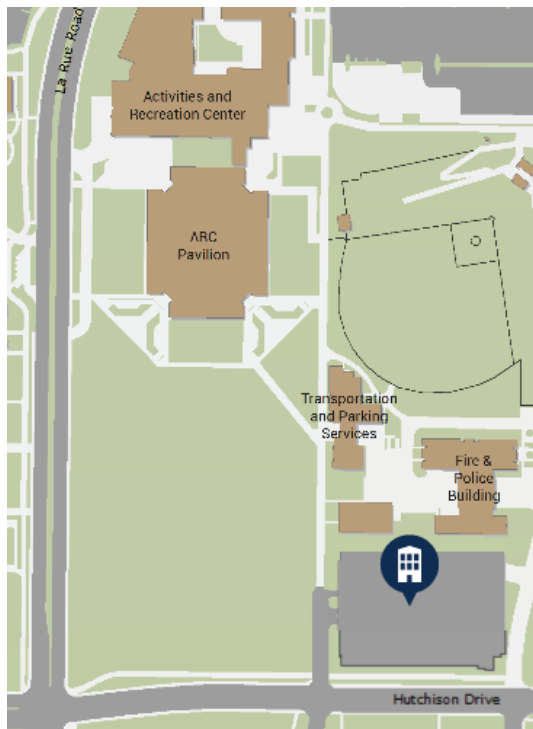 La Rue Road
Activities and
Recreation Center
ARC
Pavilion
Transportation
and Parking
Services
Fire &
Police
Building
Hutchison Drive